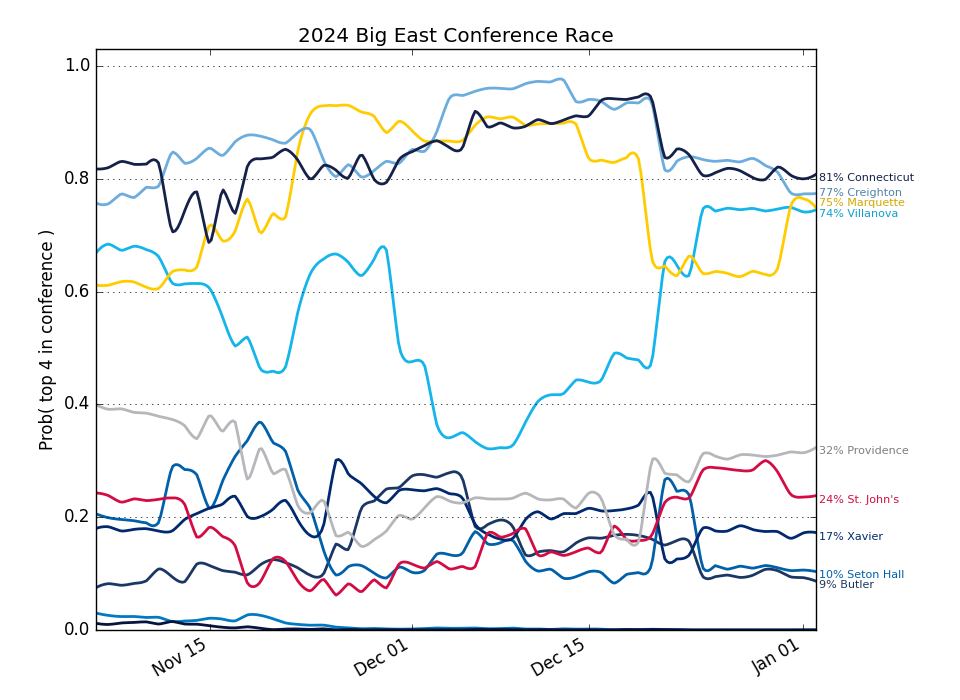 2024 Big East Conference Race
Prob( top 4 in conference )
1.0
0.8
0.6
0.4
0.2
0.0
81% Connecticut
77% Creighton
75% Marquette
74% Villanova
32% Providence
24% St. John's
17% Xavier
10% Seton Hall
9% Butler
Nov 15
Dec 01
Dec 15
Jan 01